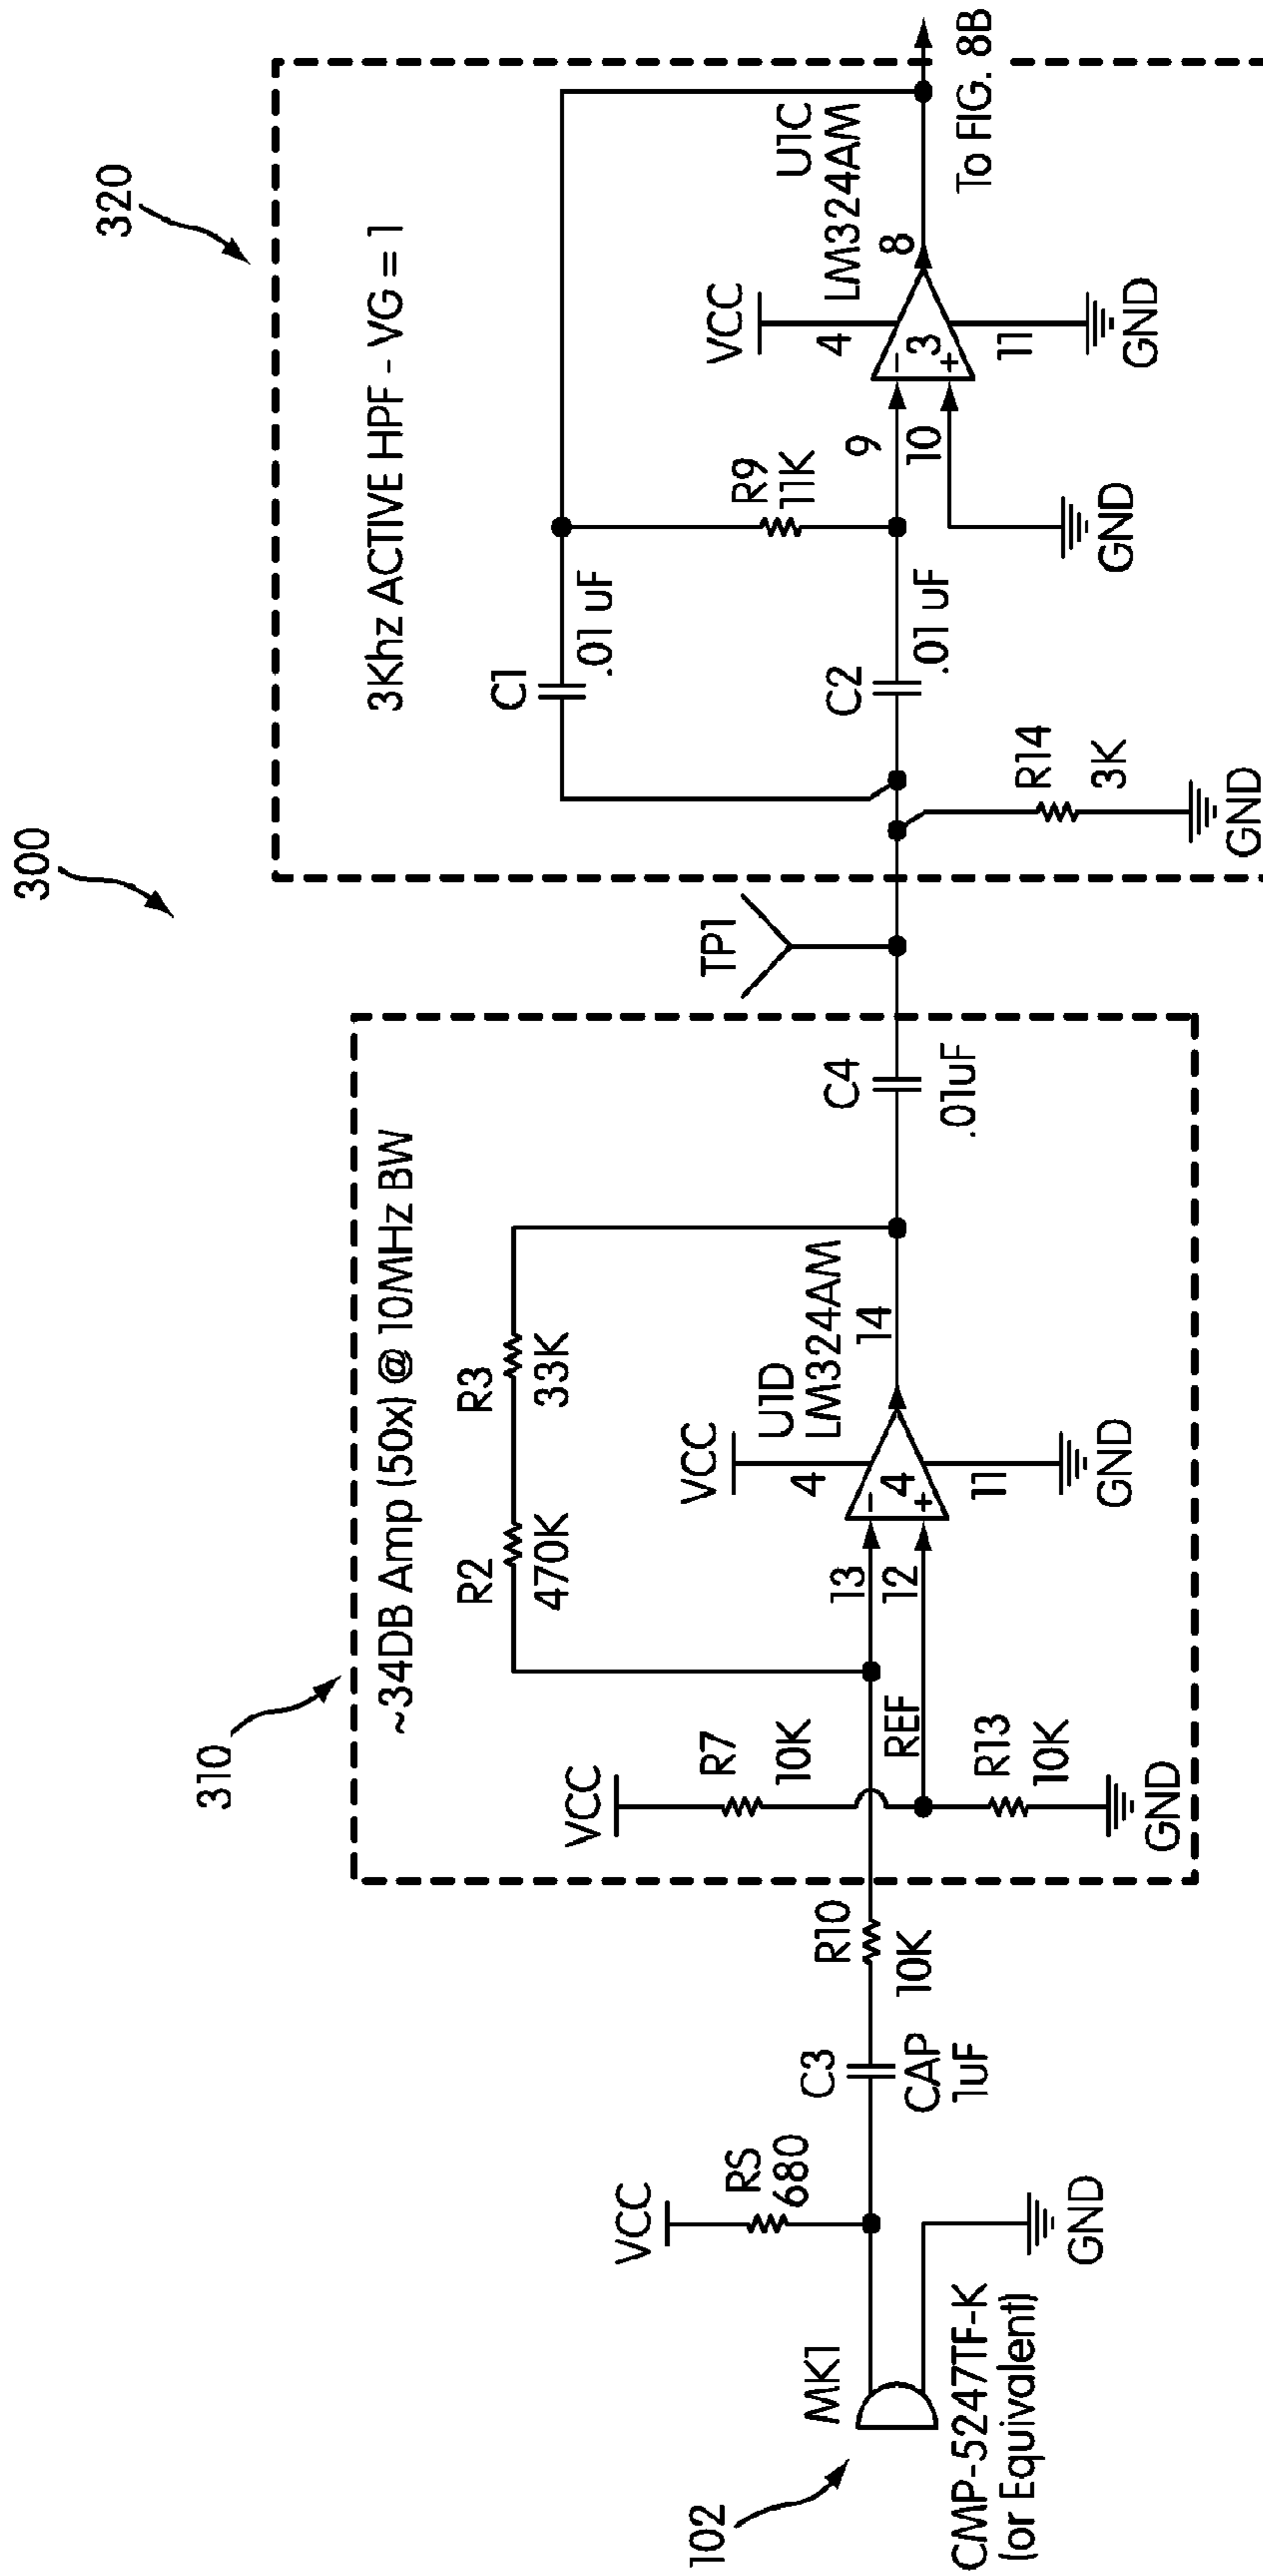 300
310
320
~34DB Amp (50x) @ 10MHz BW
3Khz ACTIVE HPF - VG = 1
102
MK1
CMP-5247TF-K
(or Equivalent)
VCC
RS
680
GND
C3
CAP
1uF
R10
10K
VCC
R7
10K
REF
R13
10K
GND
R2
470K
R3
33K
13
12
VCC
4
U1D
LM324AM
- 4 +
14
11
GND
C4
.01uF
TP1
R14
3K
GND
C1
.01 uF
C2
.01 uF
R9
11K
9
10
GND
VCC
4
U1C
LM324AM
- 3 +
8
11
GND
To FIG. 8B